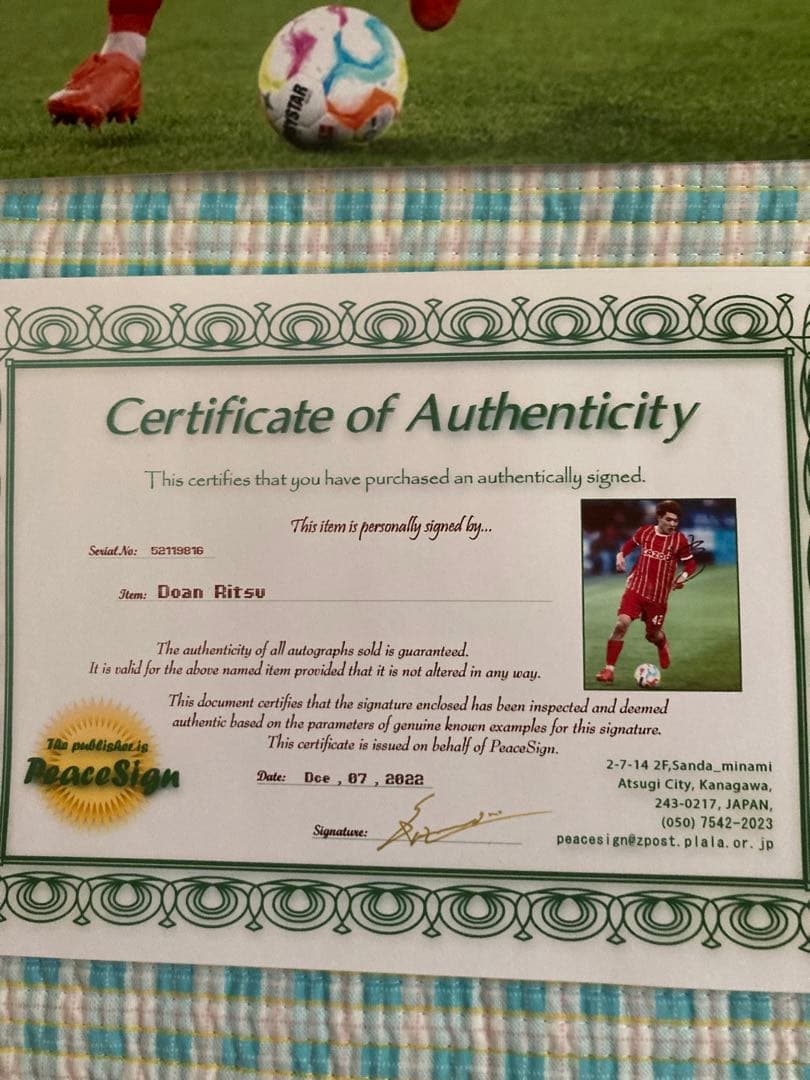 Certificate of Authenticity
This certifies that you have purchased an authentically signed.
This item is personally signed by...
Serial No: 52119816
Item: Doan Ritsu
The authenticity of all autographs sold is guaranteed.
It is valid for the above named item provided that it is not altered in any way.
This document certifies that the signature enclosed has been inspected and deemed
authentic based on the parameters of genuine known examples for this signature.
This certificate is issued on behalf of PeaceSign.
The publisher is
PeaceSign
Date: Dce , 07 , 2022
Signature:
2-7-14 2F,Sanda_minami
Atsugi City, Kanagawa,
243-0217, JAPAN,
(050) 7542-2023
peacesign@zpost.plala.or.jp
42